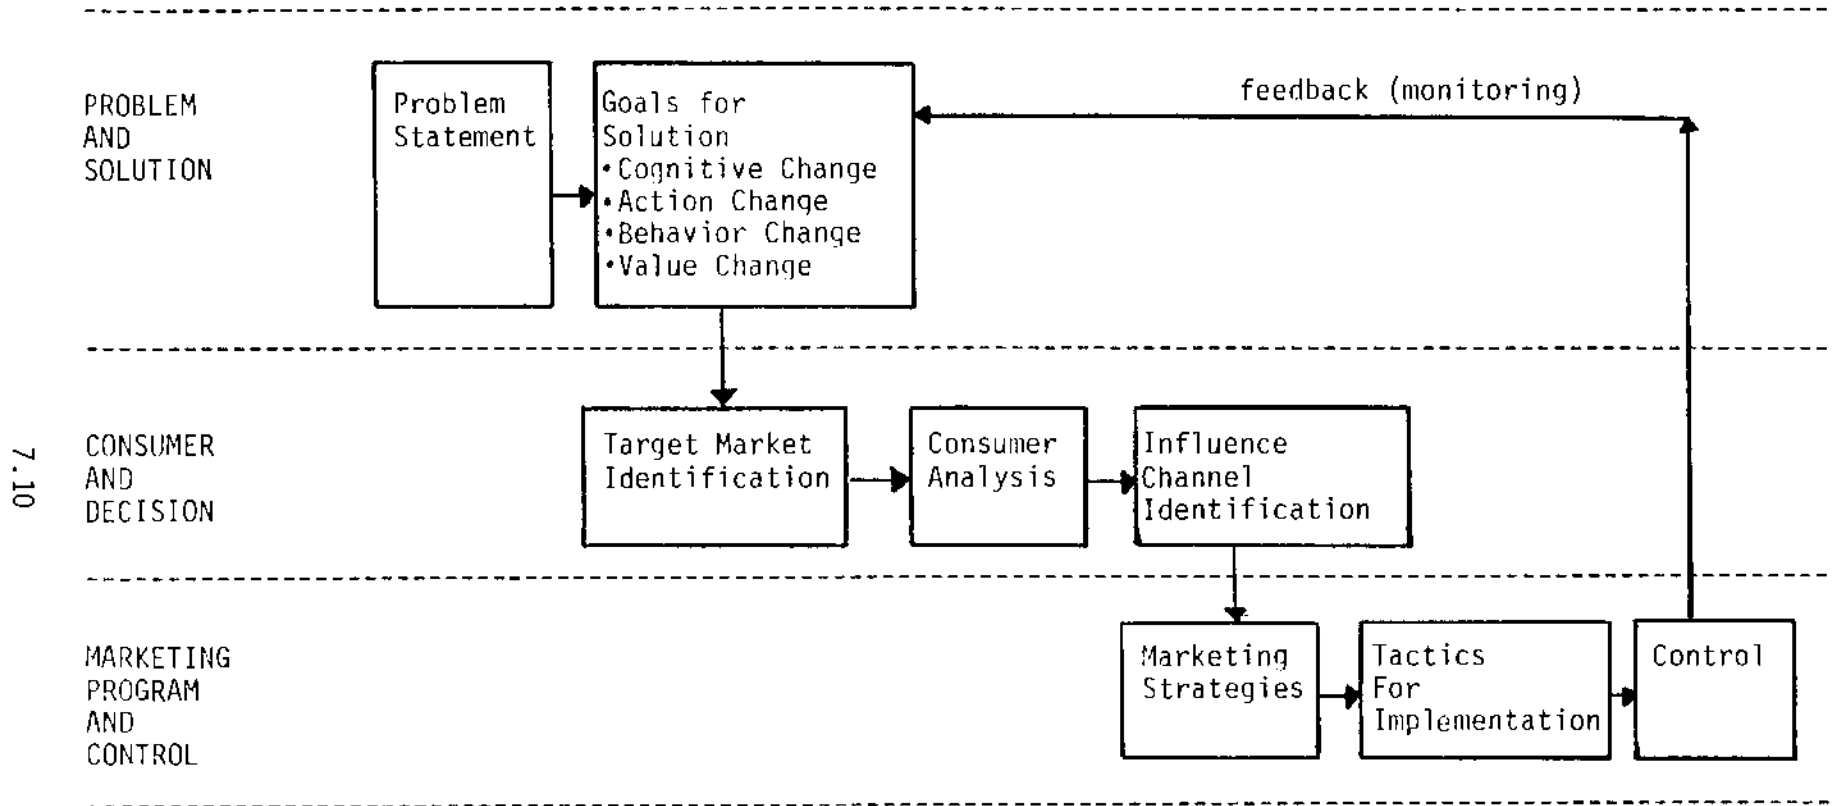 feedback (monitoring)
PROBLEM
AND
SOLUTION
Problem
Statement
Goals for
Solution
•Cognitive Change
•Action Change
•Behavior Change
•Value Change
CONSUMER
AND
DECISION
Target Market
Identification
Consumer
Analysis
Influence
Channel
Identification
7.10
MARKETING
PROGRAM
AND
CONTROL
Marketing
Strategies
Tactics
For
Implementation
Control